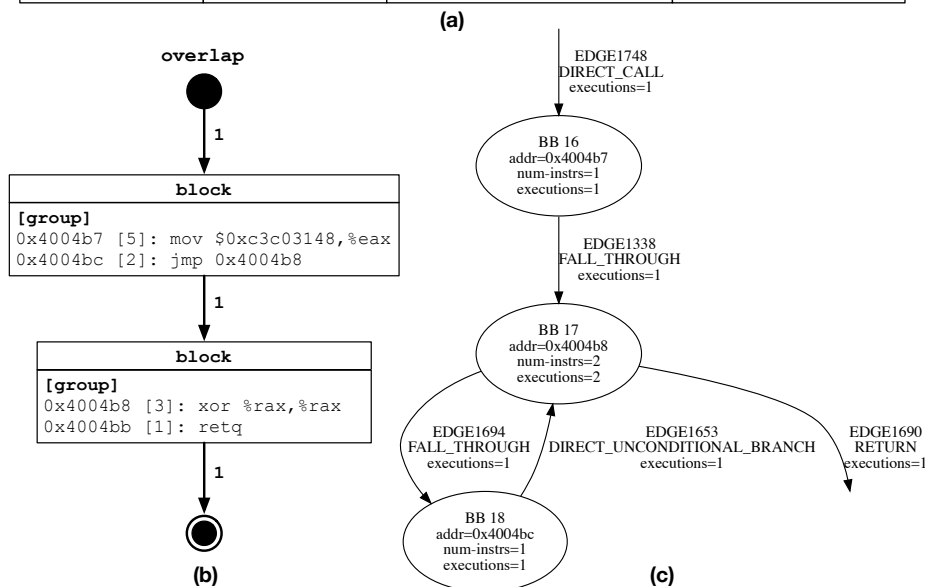 (a)
overlap
1
block
[group]
0x4004b7 [5]: mov $0xc3c03148,%eax
0x4004bc [2]: jmp 0x4004b8
1
block
[group]
0x4004b8 [3]: xor %rax,%rax
0x4004bb [1]: retq
1
(b)
EDGE1748
DIRECT_CALL
executions=1
BB 16
addr=0x4004b7
num-instrs=1
executions=1
EDGE1338
FALL_THROUGH
executions=1
BB 17
addr=0x4004b8
num-instrs=2
executions=2
EDGE1694
FALL_THROUGH
executions=1
EDGE1653
DIRECT_UNCONDITIONAL_BRANCH
executions=1
EDGE1690
RETURN
executions=1
BB 18
addr=0x4004bc
num-instrs=1
executions=1
(c)